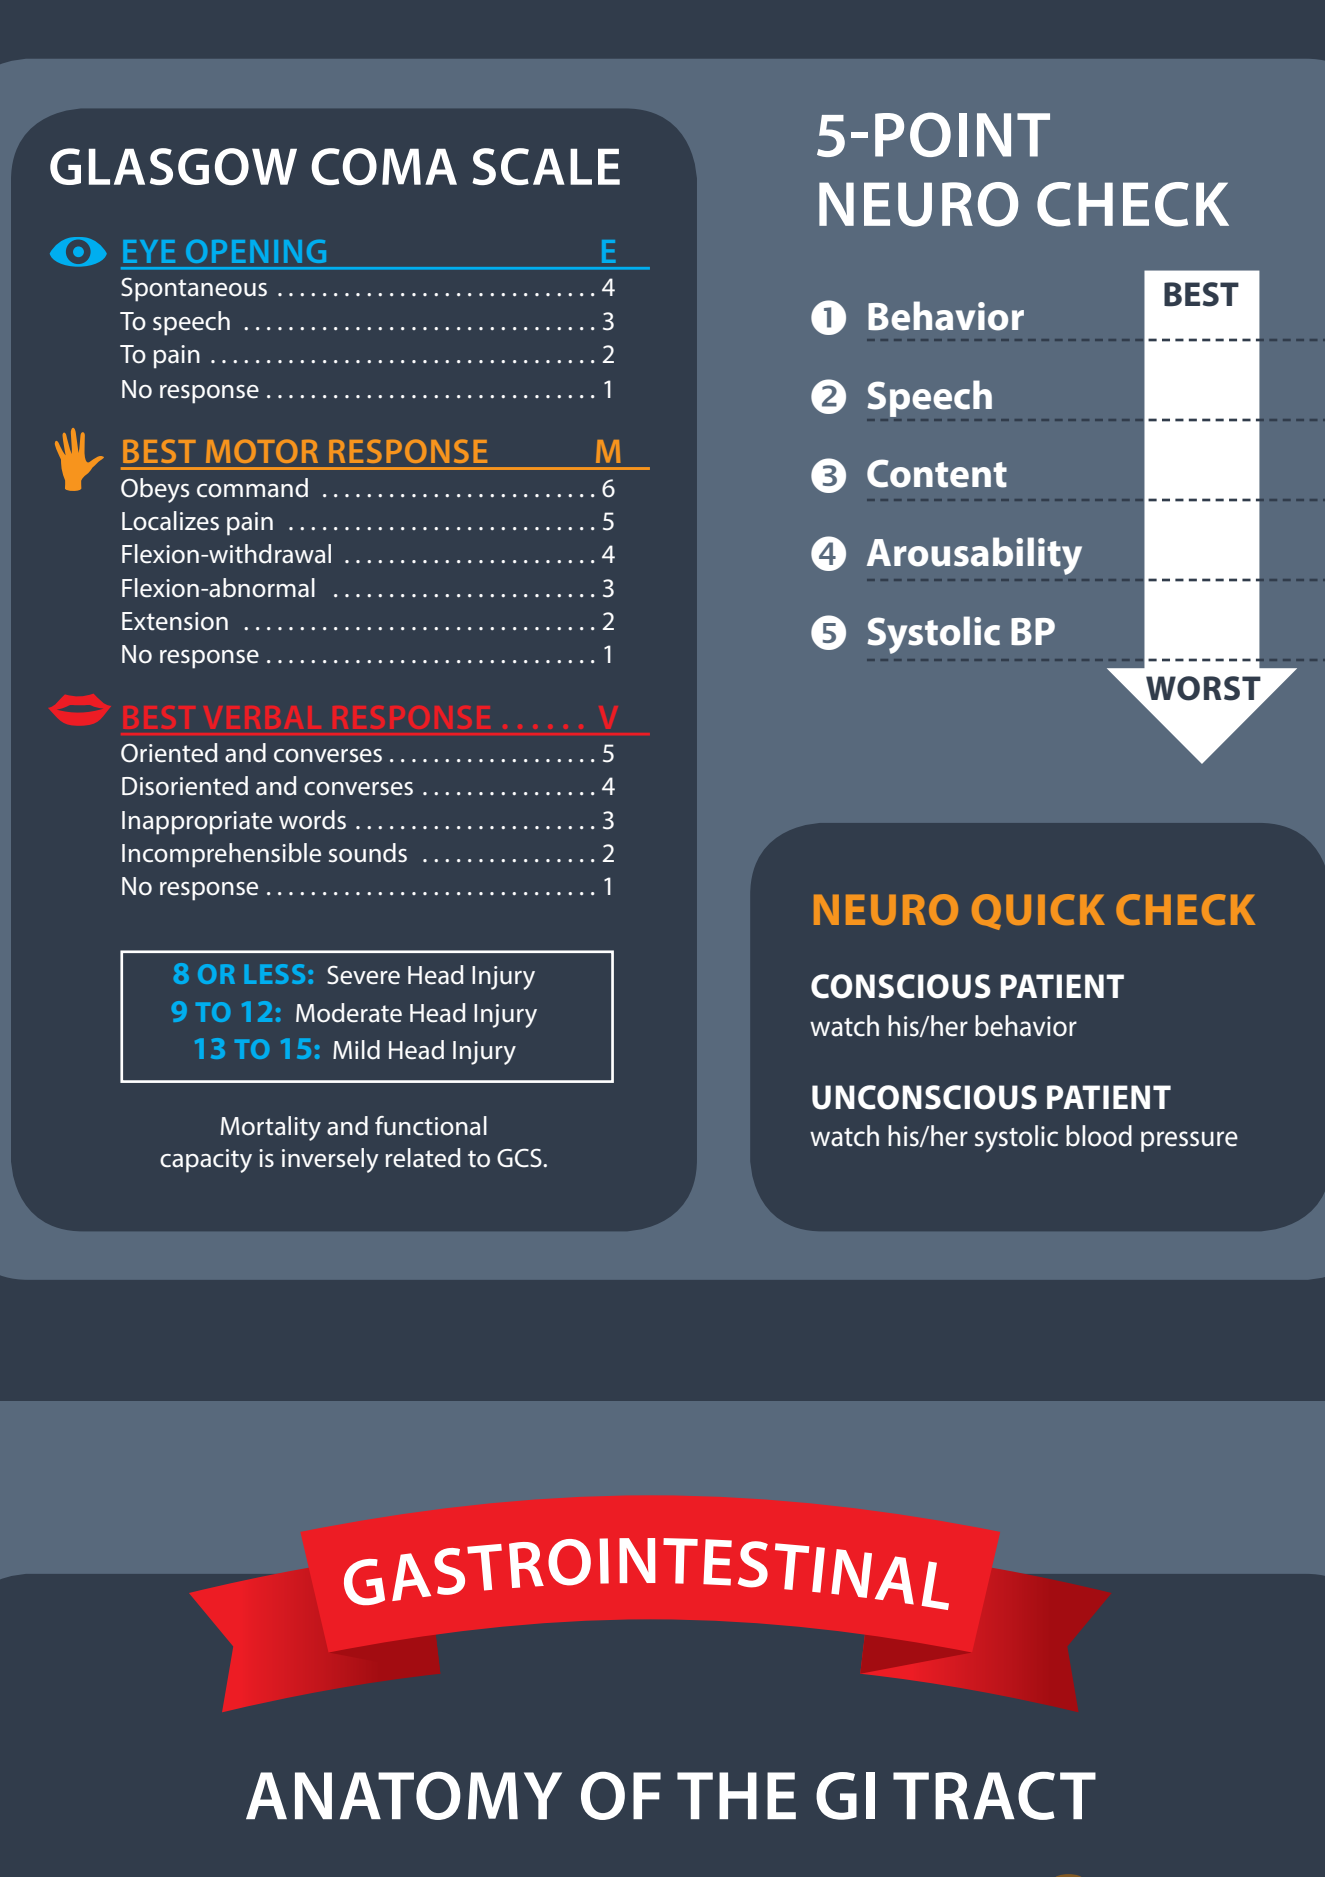 GLASGOW COMA SCALE
EYE OPENING E
Spontaneous . . . . . . . . . . . . . . . . . . . . . . . . . . . . . 4
To speech . . . . . . . . . . . . . . . . . . . . . . . . . . . . . . . . 3
To pain . . . . . . . . . . . . . . . . . . . . . . . . . . . . . . . . . . . 2
No response . . . . . . . . . . . . . . . . . . . . . . . . . . . . . . 1
BEST MOTOR RESPONSE M
Obeys command . . . . . . . . . . . . . . . . . . . . . . . . . 6
Localizes pain . . . . . . . . . . . . . . . . . . . . . . . . . . . . 5
Flexion-withdrawal . . . . . . . . . . . . . . . . . . . . . . . 4
Flexion-abnormal . . . . . . . . . . . . . . . . . . . . . . . . 3
Extension . . . . . . . . . . . . . . . . . . . . . . . . . . . . . . . . 2
No response . . . . . . . . . . . . . . . . . . . . . . . . . . . . . . 1
BEST VERBAL RESPONSE . . . . . . V
Oriented and converses . . . . . . . . . . . . . . . . . . . 5
Disoriented and converses . . . . . . . . . . . . . . . . 4
Inappropriate words . . . . . . . . . . . . . . . . . . . . . . 3
Incomprehensible sounds . . . . . . . . . . . . . . . . 2
No response . . . . . . . . . . . . . . . . . . . . . . . . . . . . . . 1
8 OR LESS: Severe Head Injury
9 TO 12: Moderate Head Injury
13 TO 15: Mild Head Injury
Mortality and functional
capacity is inversely related to GCS.
5-POINT
NEURO CHECK
BEST
1 Behavior
2 Speech
3 Content
4 Arousability
5 Systolic BP
WORST
NEURO QUICK CHECK
CONSCIOUS PATIENT
watch his/her behavior
UNCONSCIOUS PATIENT
watch his/her systolic blood pressure
GASTROINTESTINAL
ANATOMY OF THE GI TRACT